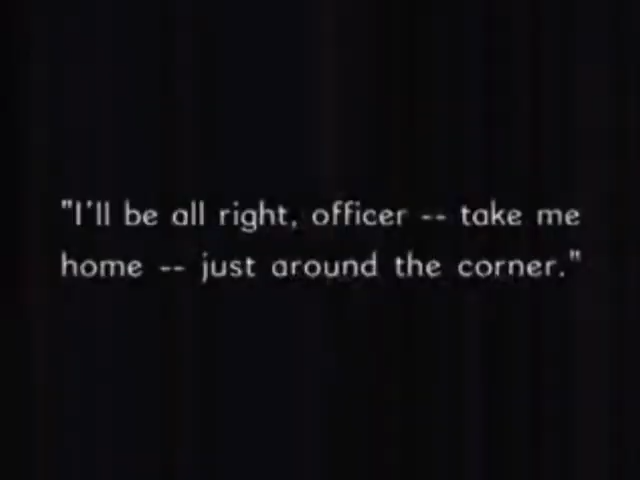 "I'll be all right, officer -- take me
home -- just around the corner."